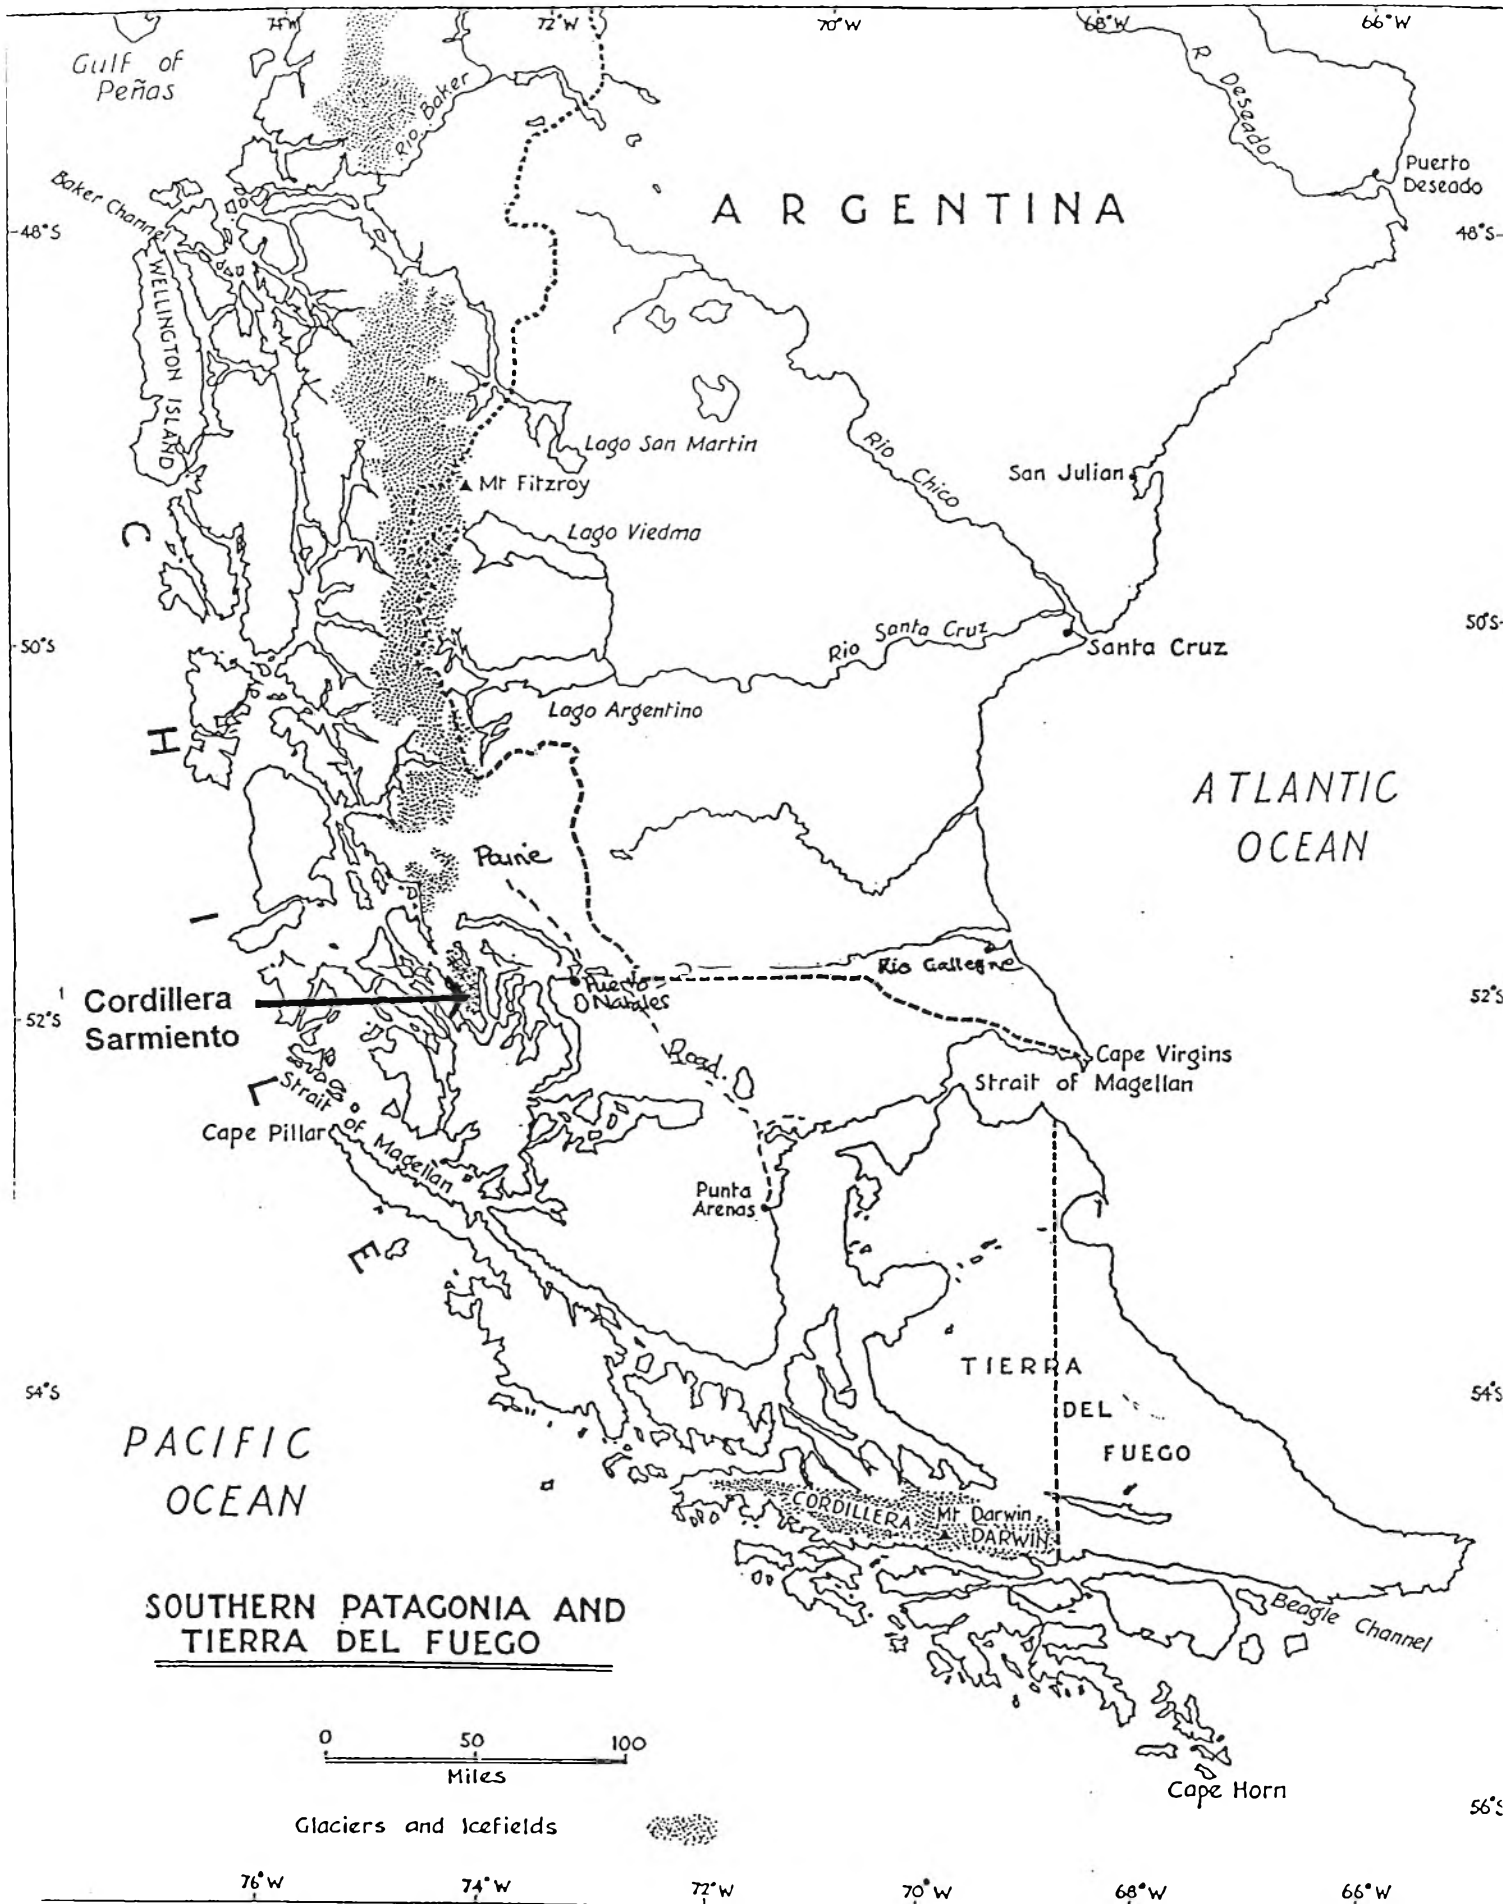 74°W
72°W
70°W
68°W
66°W
Gulf of
Peñas
Rio Baker
R Deseado
Puerto
Deseado
Baker Channel
ARGENTINA
48°S
48°S
WELLINGTON ISLAND
Lago San Martin
Mt Fitzroy
Rio Chico
San Julian
Lago Viedma
CHILE
50°S
50°S
Rio Santa Cruz
Santa Cruz
Lago Argentino
ATLANTIC
OCEAN
Paine
Rio Gallegne
Puerto
Natales
Cordillera
Sarmiento
52°S
52°S
Road
Cape Virgins
Strait of Magellan
Strait of Magellan
Cape Pillar
Punta
Arenas
TIERRA
DEL
FUEGO
54°S
54°S
PACIFIC
OCEAN
CORDILLERA
Mt Darwin
DARWIN
Beagle Channel
SOUTHERN PATAGONIA AND
TIERRA DEL FUEGO
0 50 100
Miles
Cape Horn
Glaciers and Icefields
56°S
76°W
74°W
72°W
70°W
68°W
66°W